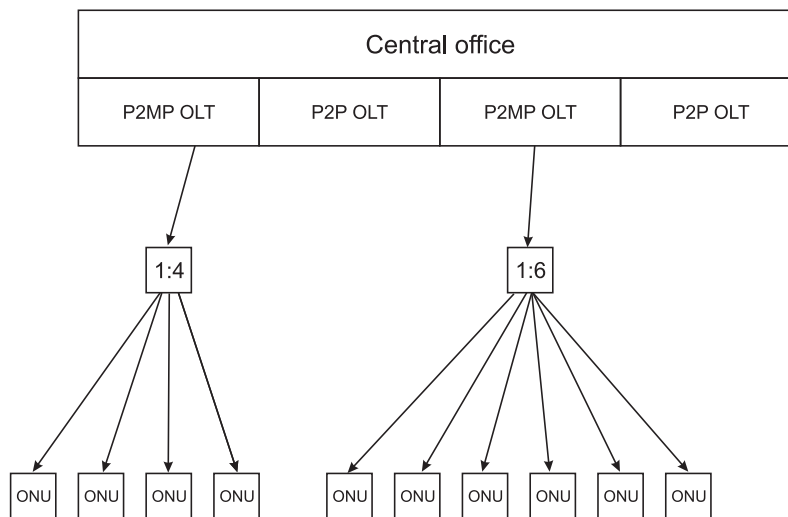 Central office
P2MP OLT P2P OLT P2MP OLT P2P OLT
1:4 1:6
ONU ONU ONU ONU ONU ONU ONU ONU ONU ONU